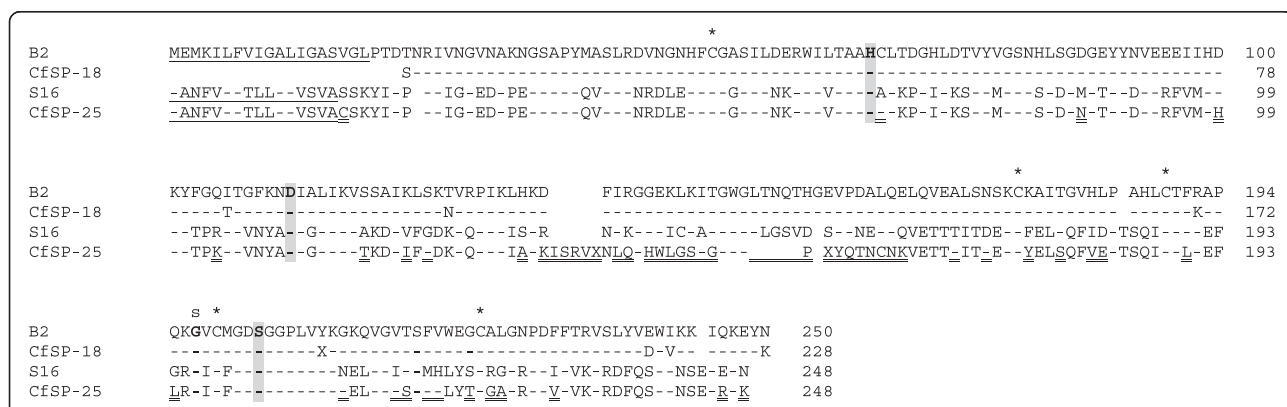 *
B2 MEMKILFVIGALIGASVGLPTDTNRIVNGVNAKNGSAPYMASLRDVNGNHFCGASILDERWILTAAHCLTDGHLDTVYVGSNHLSGDGEYYNVEEEIIHD 100
CfSP-18 S----------------------------------------------------------------------------- 78
S16 -ANFV--TLL--VSVASSKYI-P --IG-ED-PE-----QV---NRDLE----G---NK---V---- -A-KP-I-KS--M---S-D-M-T--D--RFVM-- 99
CfSP-25 -ANFV--TLL--VSVACSKYI-P --IG-ED-PE-----QV---NRDLE----G---NK---V---- ---KP-I-KS--M---S-D-N-T--D--RFVM-H 99
* *
B2 KYFGQITGFKNDIALIKVSSAIKLSKTVRPIKLHKD FIRGGEKLKITGWGLTNQTHGEVPDALQELQVEALSNSKCKAITGVHLP AHLCTFRAP 194
CfSP-18 -----T---------------N-------- ------------------------------------------- ------K- 172
S16 --TPR--VNYA--G---AKD-VFGDK-Q---IS-R N-K---IC-A----LGSVD S--NE--QVETTTITDE--F-EL-QFID-TSQI---EF 193
CfSP-25 --TPK--VNYA--G----TKD-IF-DK-Q---IA-KISRVXNLQ-HWLGS-G P XYQTNCNKVETT-IT-E---YELSQFVE-TSQI--L-EF 193
s * *
B2 QKGVCMGDSGGPLVYKGKQVGVTSFVWEGCALGNPDFFTRVSLYVEWIKK IQKEYN 250
CfSP-18 -----------X------------------------D-V--- -----K 228
S16 GR-I-F------------NEL--I--MHLYS-RG-R--I-VK-RDFQS--NSE-E-N 248
CfSP-25 LR-I-F------------EL---S--LYT-GA-R--F-VK-RDFQS--NSE-R-K 248